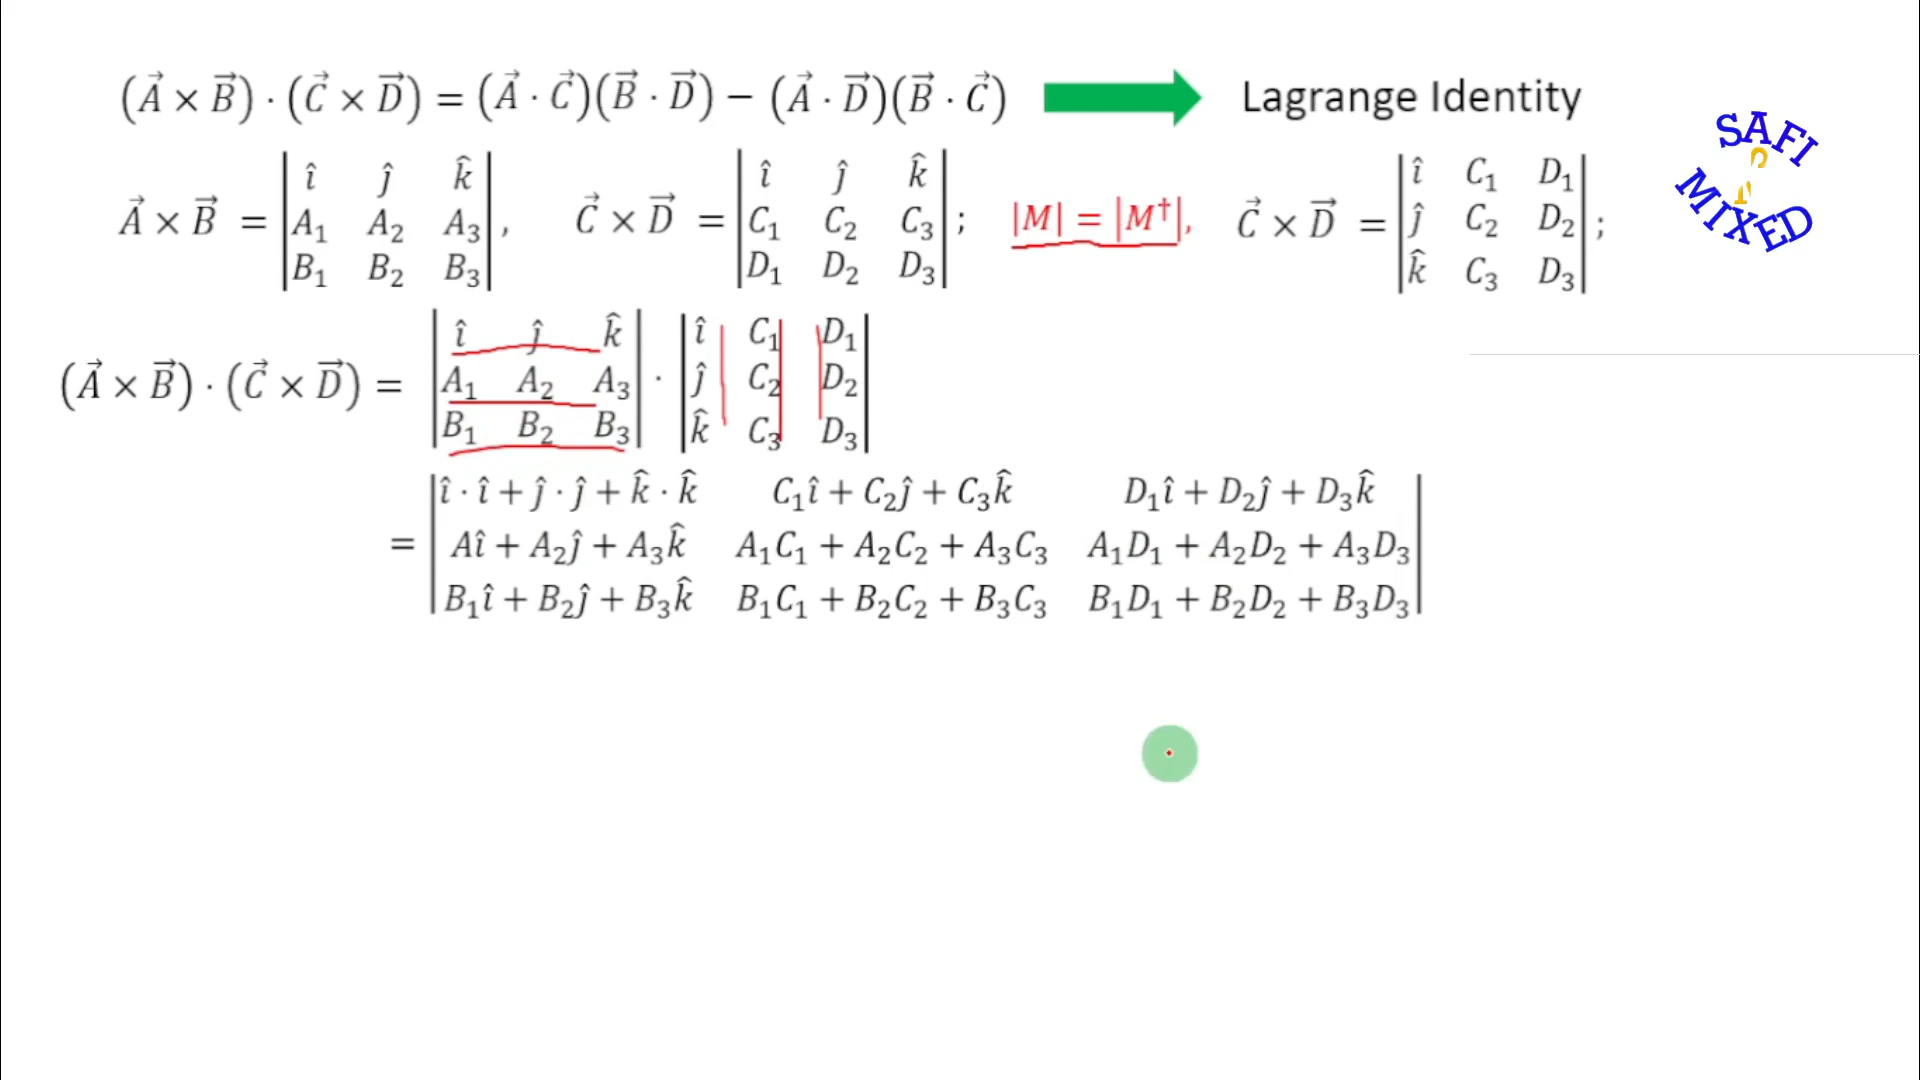 (A⃗ × B⃗) · (C⃗ × D⃗) = (A⃗ · C⃗)(B⃗ · D⃗) − (A⃗ · D⃗)(B⃗ · C⃗) Lagrange Identity
SAFI
MIXED
A⃗ × B⃗ = |î ĵ k̂; A₁ A₂ A₃; B₁ B₂ B₃|, C⃗ × D⃗ = |î ĵ k̂; C₁ C₂ C₃; D₁ D₂ D₃|; |M| = |M†|, C⃗ × D⃗ = |î C₁ D₁; ĵ C₂ D₂; k̂ C₃ D₃|;
(A⃗ × B⃗) · (C⃗ × D⃗) = |î ĵ k̂; A₁ A₂ A₃; B₁ B₂ B₃| · |î C₁ D₁; ĵ C₂ D₂; k̂ C₃ D₃|
î · î + ĵ · ĵ + k̂ · k̂ C₁î + C₂ĵ + C₃k̂ D₁î + D₂ĵ + D₃k̂
= Aî + A₂ĵ + A₃k̂ A₁C₁ + A₂C₂ + A₃C₃ A₁D₁ + A₂D₂ + A₃D₃
B₁î + B₂ĵ + B₃k̂ B₁C₁ + B₂C₂ + B₃C₃ B₁D₁ + B₂D₂ + B₃D₃